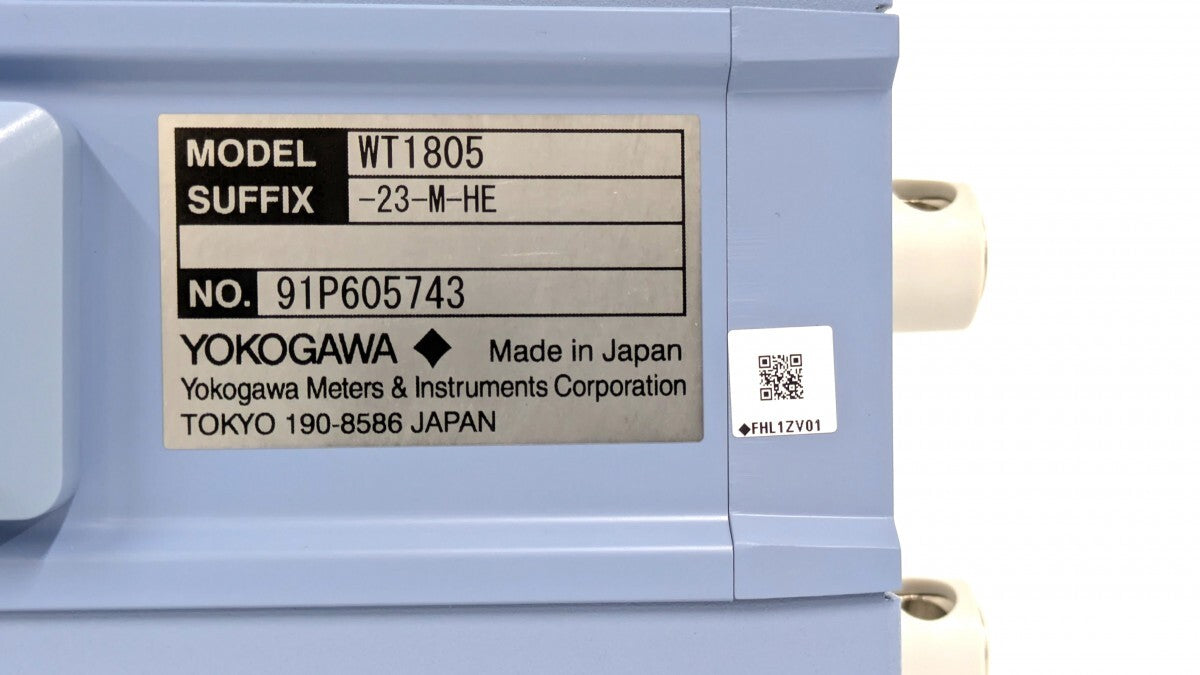 MODEL WT1805
SUFFIX -23-M-HE
NO. 91P605743
YOKOGAWA ◆ Made in Japan
Yokogawa Meters & Instruments Corporation
TOKYO 190-8586 JAPAN
◆FHL1ZV01